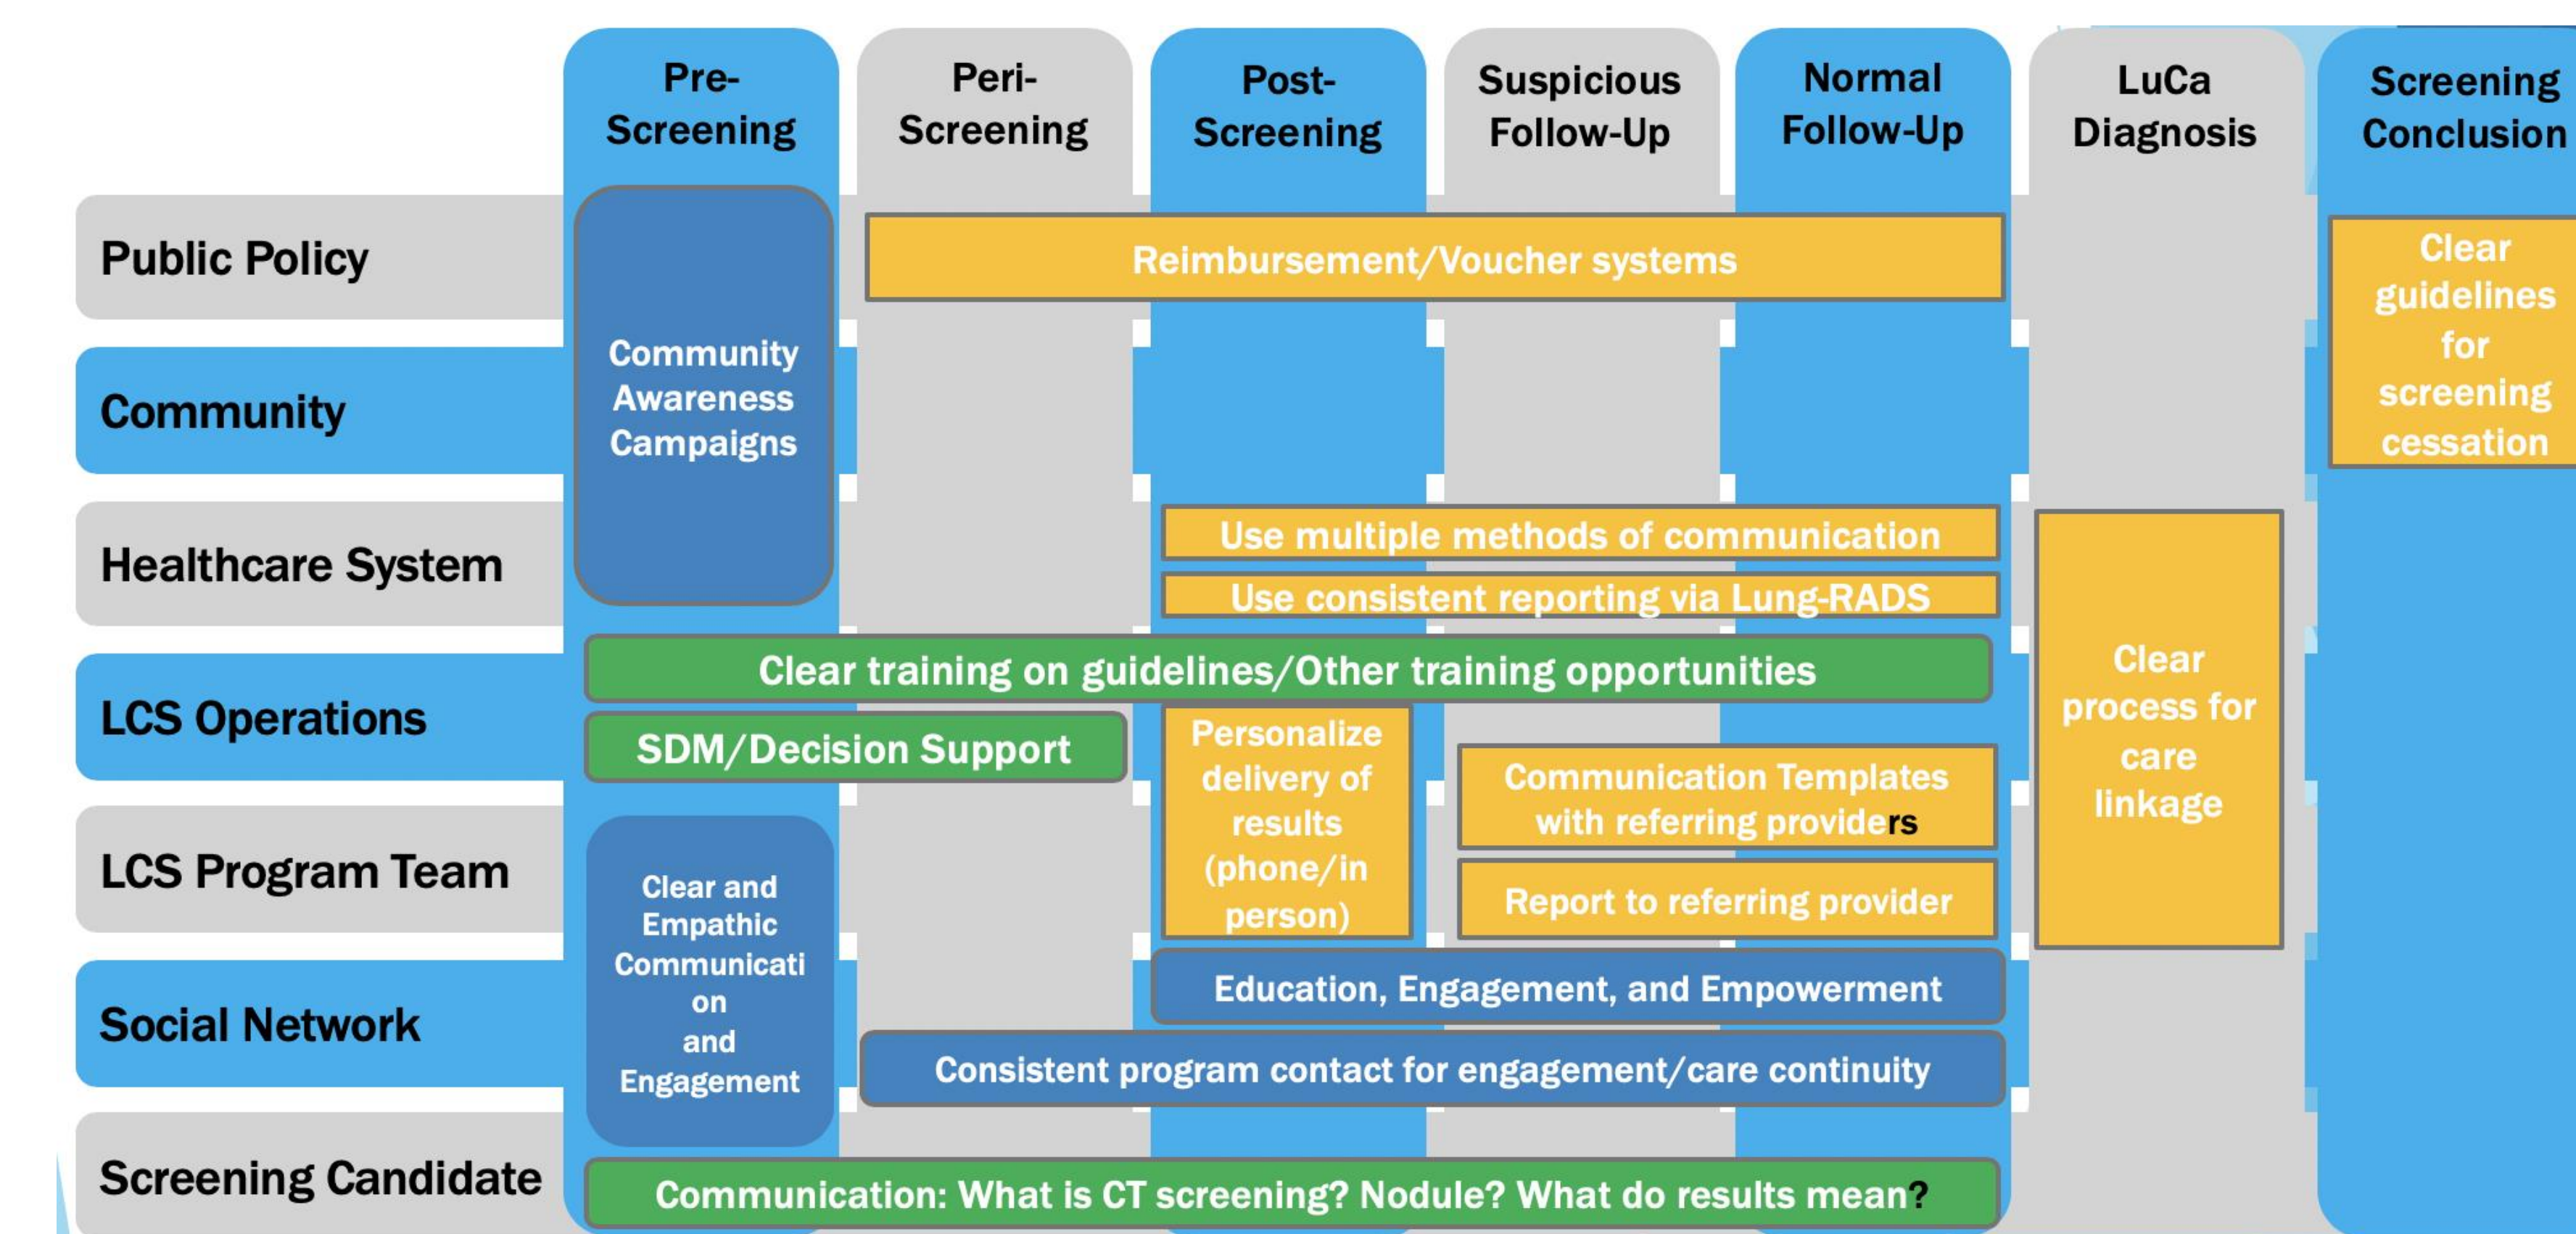 Pre-
Screening
Peri-
Screening
Post-
Screening
Suspicious
Follow-Up
Normal
Follow-Up
LuCa
Diagnosis
Screening
Conclusion
Public Policy
Community
Healthcare System
LCS Operations
LCS Program Team
Social Network
Screening Candidate
Community
Awareness
Campaigns
Reimbursement/Voucher systems
Clear
guidelines
for
screening
cessation
Use multiple methods of communication
Use consistent reporting via Lung-RADS
Clear training on guidelines/Other training opportunities
SDM/Decision Support
Personalize
delivery of
results
(phone/in
person)
Communication Templates
with referring providers
Report to referring provider
Clear
process for
care
linkage
Clear and
Empathic
Communicati
on
and
Engagement
Education, Engagement, and Empowerment
Consistent program contact for engagement/care continuity
Communication: What is CT screening? Nodule? What do results mean?